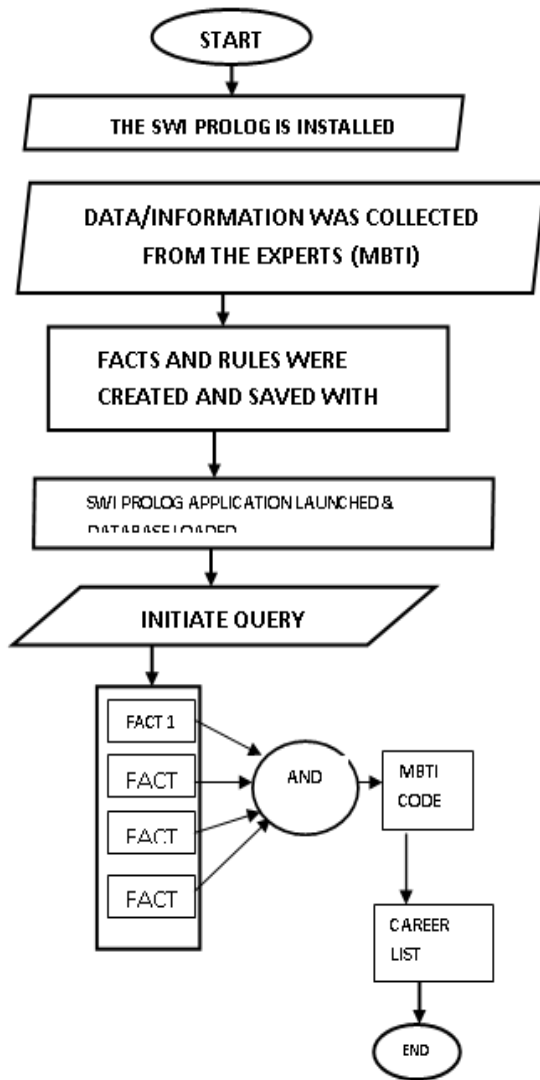 START
THE SWI PROLOG IS INSTALLED
DATA/INFORMATION WAS COLLECTED
FROM THE EXPERTS (MBTI)
FACTS AND RULES WERE
CREATED AND SAVED WITH
SWI PROLOG APPLICATION LAUNCHED &
DATABASE LOADED
INITIATE QUERY
FACT 1
FACT
FACT
FACT
AND
MBTI
CODE
CAREER
LIST
END